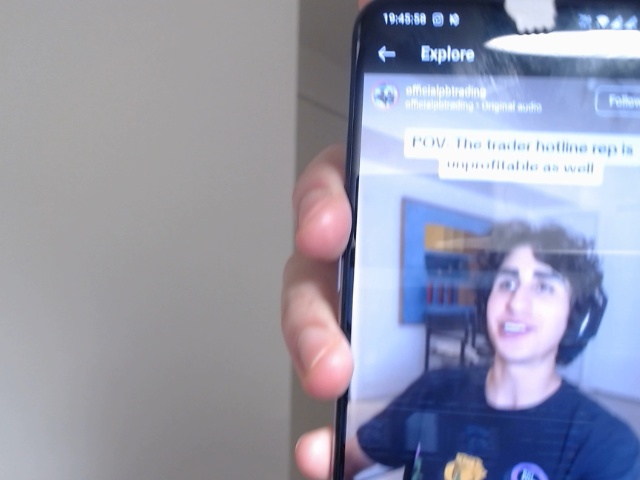 19:45:58
Explore
officialpbtrading
officialpbtrading • Original audio
Follow
POV: The trader hotline rep is
unprofitable as well